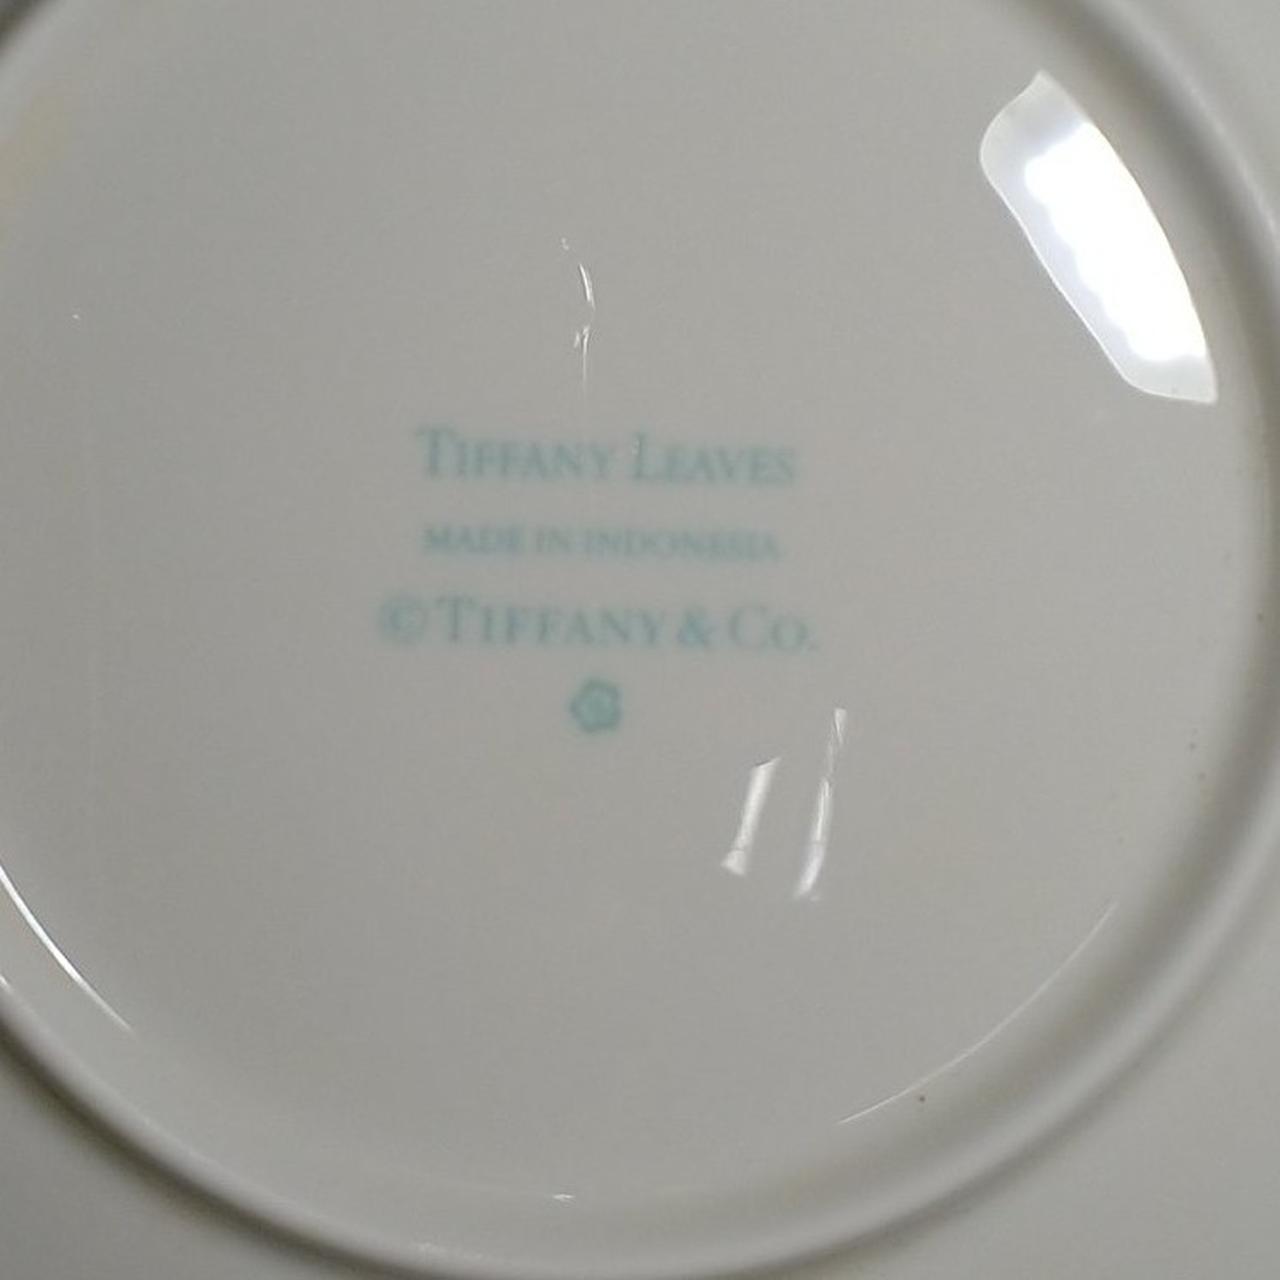 TIFFANY LEAVES
MADE IN INDONESIA
©TIFFANY & CO.